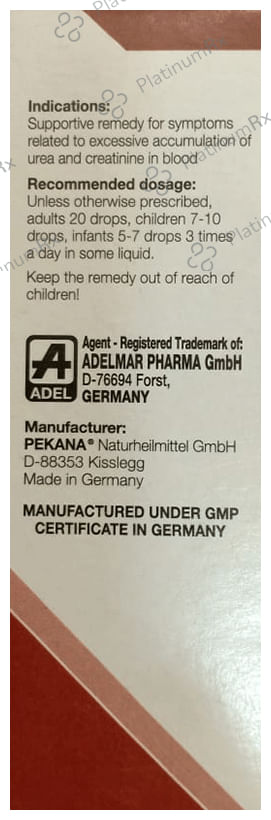 Indications:
Supportive remedy for symptoms
related to excessive accumulation of
urea and creatinine in blood
Recommended dosage:
Unless otherwise prescribed,
adults 20 drops, children 7-10
drops, infants 5-7 drops 3 times
a day in some liquid.
Keep the remedy out of reach of
children!
A
ADEL
Agent - Registered Trademark of:
ADELMAR PHARMA GmbH
D-76694 Forst,
GERMANY
Manufacturer:
PEKANA® Naturheilmittel GmbH
D-88353 Kisslegg
Made in Germany
MANUFACTURED UNDER GMP
CERTIFICATE IN GERMANY
PlatinumRx
PlatinumRx
PlatinumRx